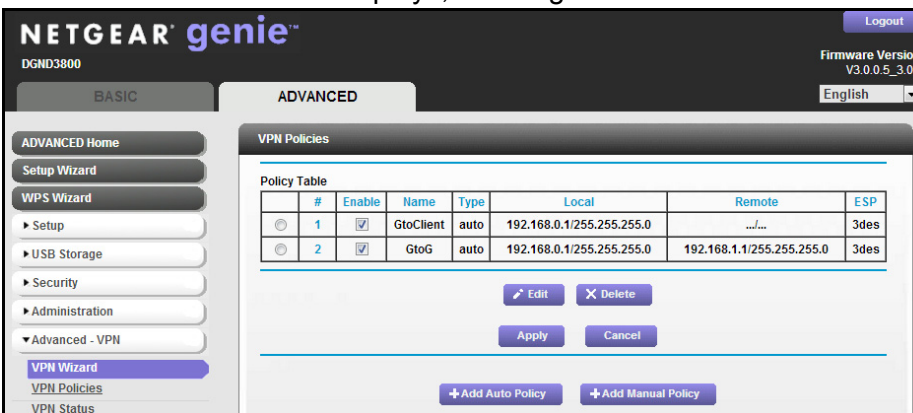 NETGEAR® genie™
Logout
DGND3800
Firmware Versio
V3.0.0.5_3.0
BASIC
ADVANCED
English
ADVANCED Home
Setup Wizard
WPS Wizard
▶ Setup
▶ USB Storage
▶ Security
▶ Administration
▼ Advanced - VPN
VPN Wizard
VPN Policies
VPN Status
VPN Policies
Policy Table
# Enable Name Type Local Remote ESP
1 GtoClient auto 192.168.0.1/255.255.255.0 .../... 3des
2 GtoG auto 192.168.0.1/255.255.255.0 192.168.1.1/255.255.255.0 3des
Edit X Delete
Apply Cancel
+Add Auto Policy +Add Manual Policy